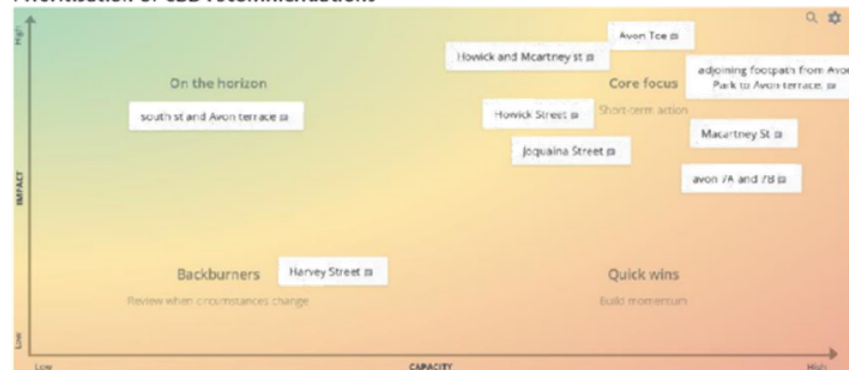 Prioritisation of CBD recommendations
High
Avon Tce
Howick and Mcartney st
On the horizon
Core focus
adjoining footpath from Avon
Park to Avon terrace,
south st and Avon terrace
Howick Street
Short-term action
Macartney St
Joquaina Street
avon 7A and 7B
IMPACT
Backburners
Harvey Street
Quick wins
Review when circumstances change
Build momentum
Low
Low
CAPACITY
High